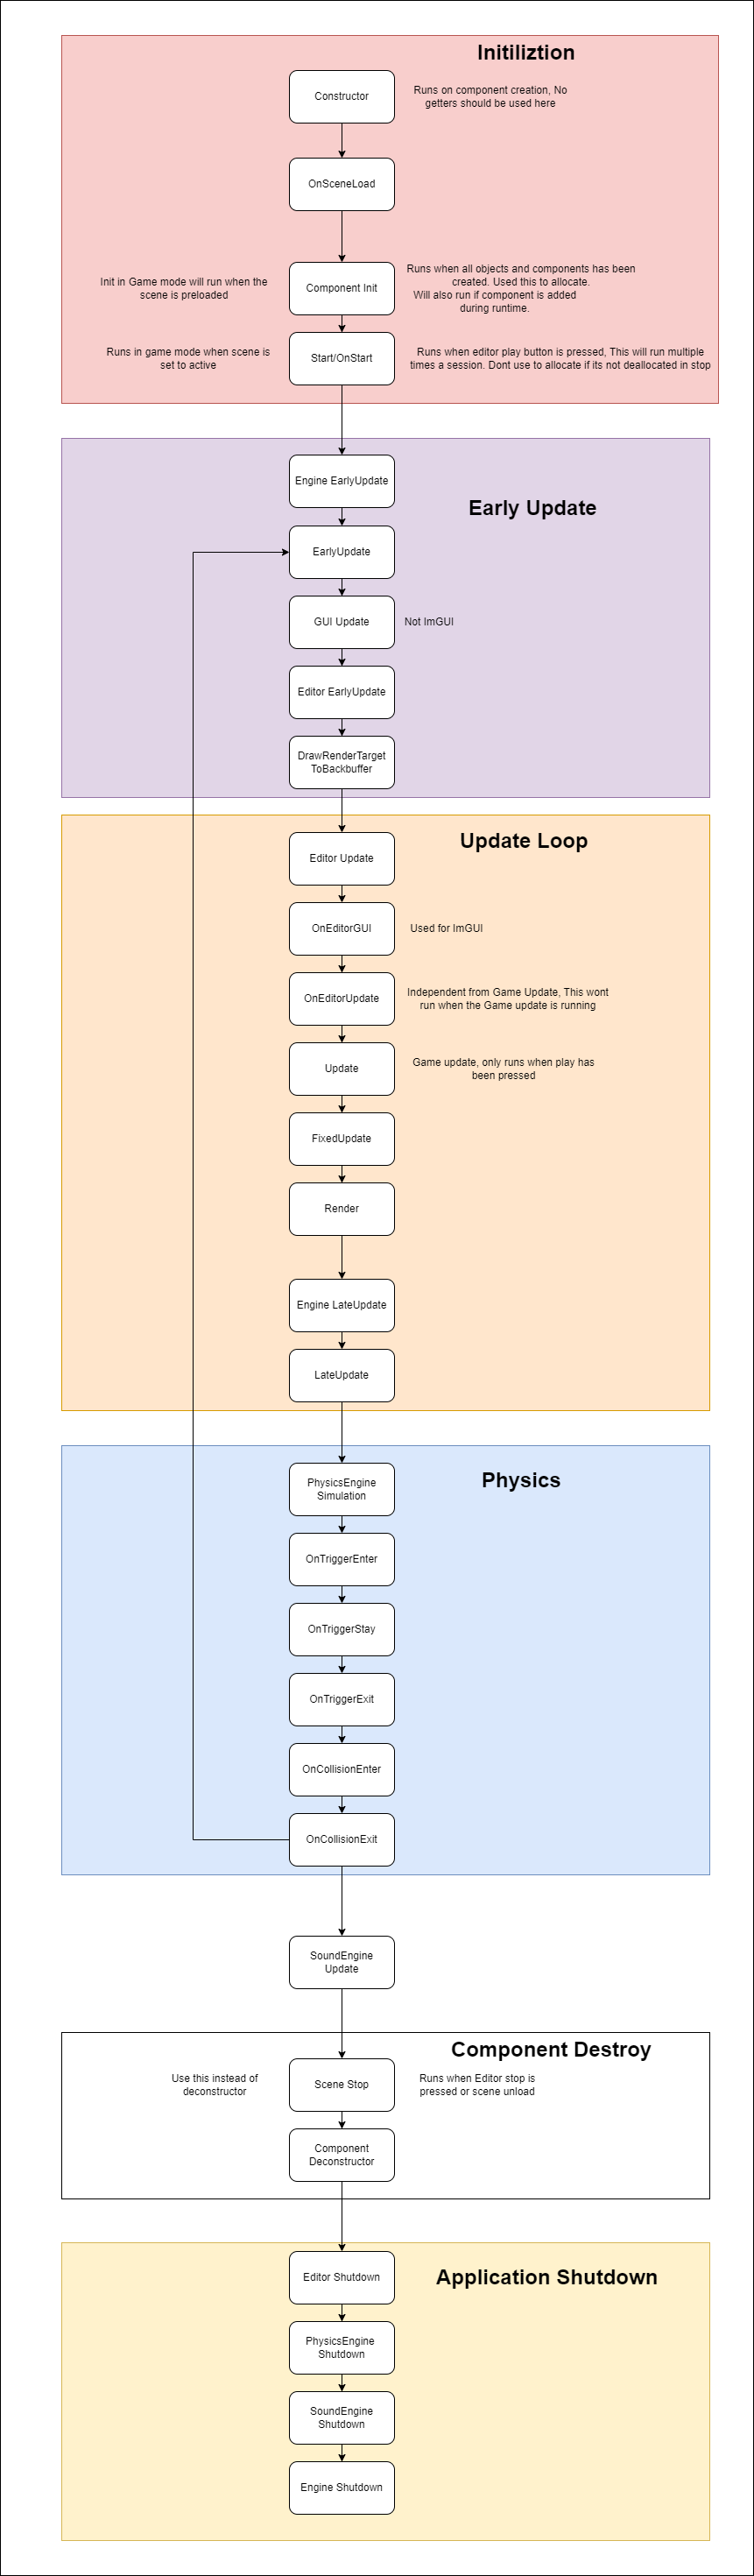 Initiliztion
Constructor
Runs on component creation, No
getters should be used here
OnSceneLoad
Init in Game mode will run when the
scene is preloaded
Component Init
Runs when all objects and components has been
created. Used this to allocate.
Will also run if component is added
during runtime.
Runs in game mode when scene is
set to active
Start/OnStart
Runs when editor play button is pressed, This will run multiple
times a session. Dont use to allocate if its not deallocated in stop
Engine EarlyUpdate
Early Update
EarlyUpdate
GUI Update
Not ImGUI
Editor EarlyUpdate
DrawRenderTarget
ToBackbuffer
Update Loop
Editor Update
OnEditorGUI
Used for ImGUI
OnEditorUpdate
Independent from Game Update, This wont
run when the Game update is running
Update
Game update, only runs when play has
been pressed
FixedUpdate
Render
Engine LateUpdate
LateUpdate
Physics
PhysicsEngine
Simulation
OnTriggerEnter
OnTriggerStay
OnTriggerExit
OnCollisionEnter
OnCollisionExit
SoundEngine
Update
Component Destroy
Use this instead of
deconstructor
Scene Stop
Runs when Editor stop is
pressed or scene unload
Component
Deconstructor
Application Shutdown
Editor Shutdown
PhysicsEngine
Shutdown
SoundEngine
Shutdown
Engine Shutdown